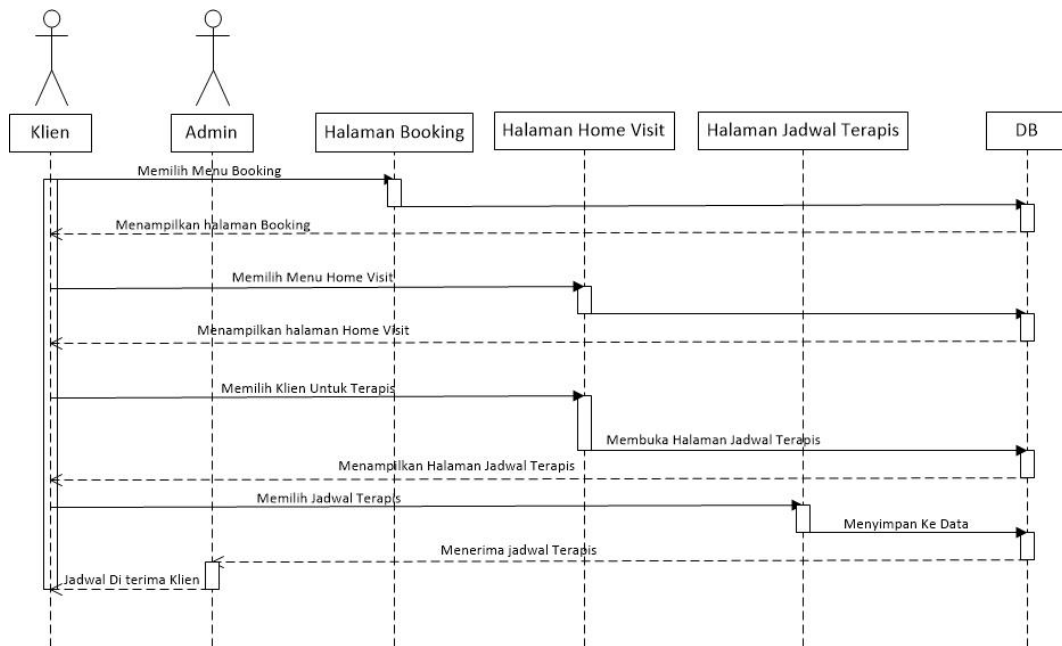 Klien
Admin
Halaman Booking
Halaman Home Visit
Halaman Jadwal Terapis
DB
Memilih Menu Booking
Menampilkan halaman Booking
Memilih Menu Home Visit
Menampilkan halaman Home Visit
Memilih Klien Untuk Terapis
Membuka Halaman Jadwal Terapis
Menampilkan Halaman Jadwal Terapis
Memilih Jadwal Terapis
Menyimpan Ke Data
Menerima jadwal Terapis
Jadwal Di terima Klien